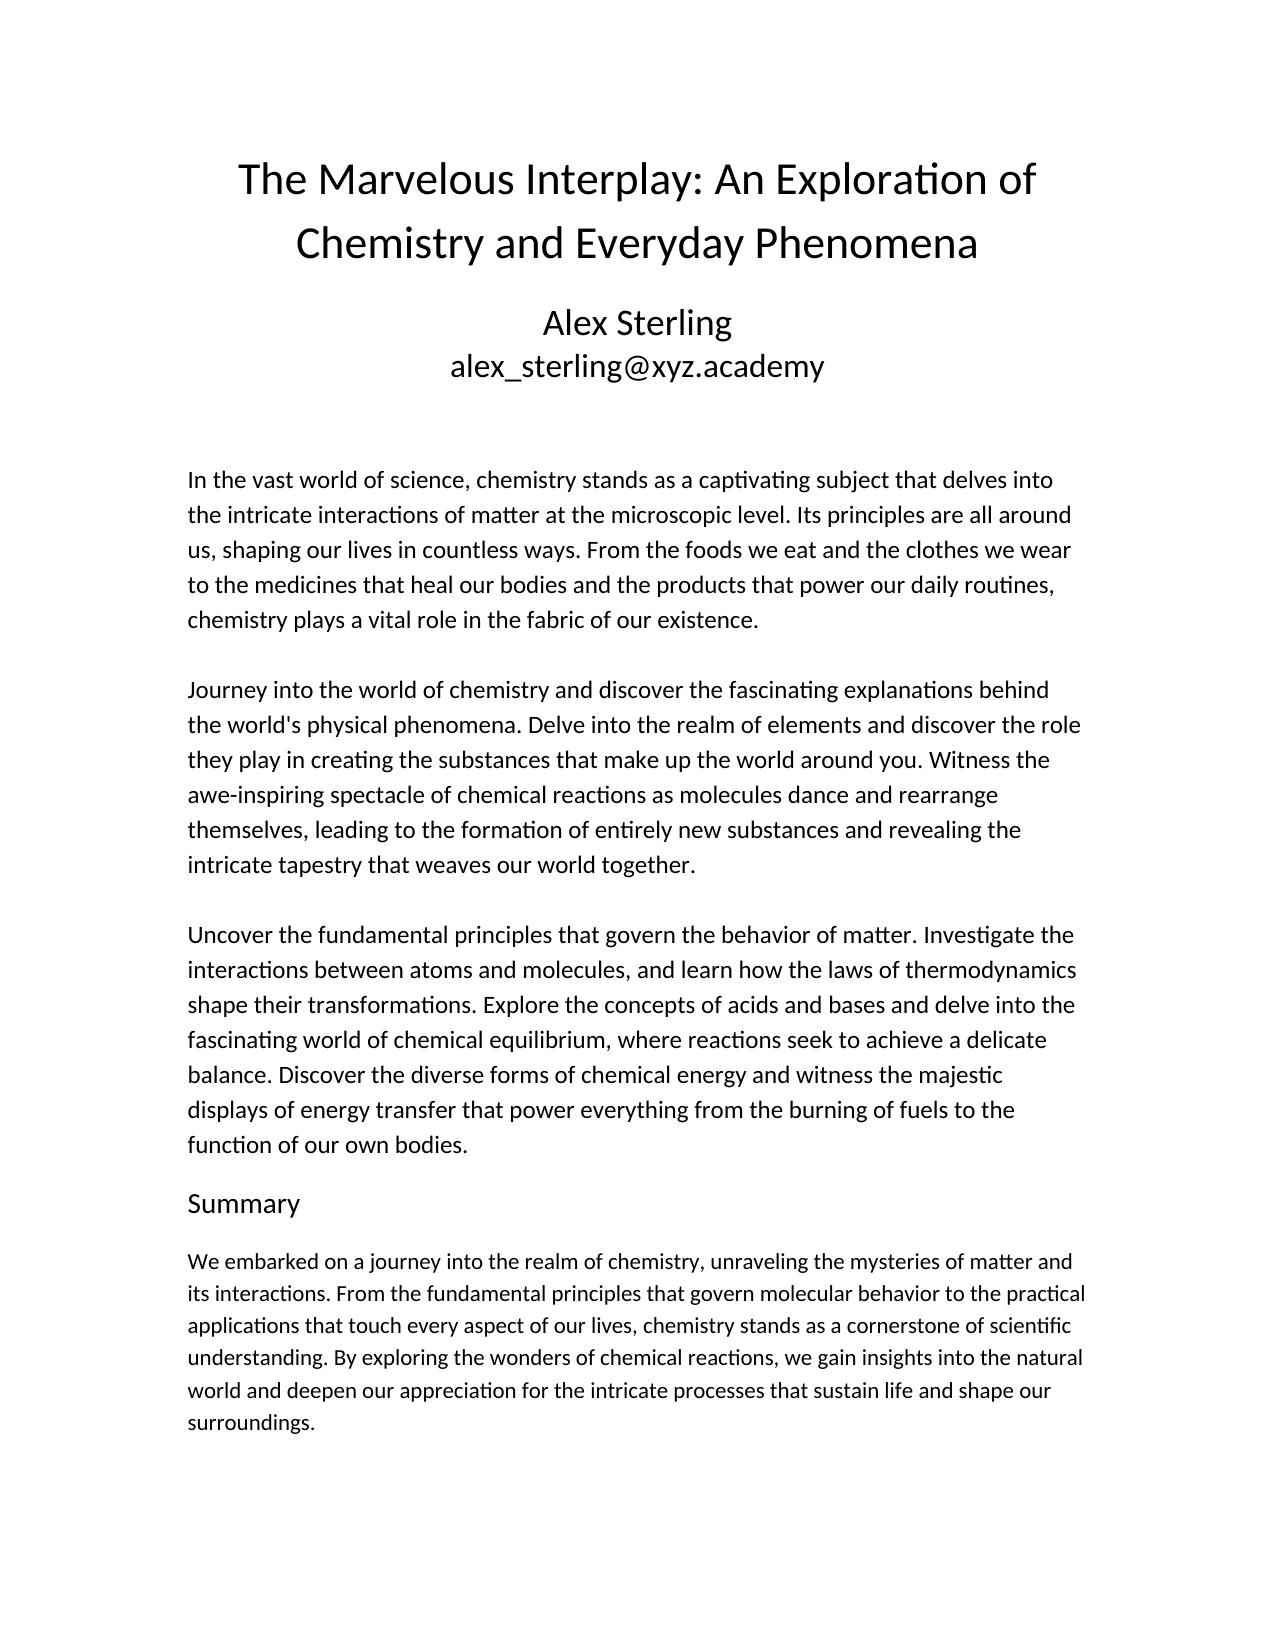 The Marvelous Interplay: An Exploration of
Chemistry and Everyday Phenomena
Alex Sterling
alex_sterling@xyz.academy
In the vast world of science, chemistry stands as a captivating subject that delves into
the intricate interactions of matter at the microscopic level. Its principles are all around
us, shaping our lives in countless ways. From the foods we eat and the clothes we wear
to the medicines that heal our bodies and the products that power our daily routines,
chemistry plays a vital role in the fabric of our existence.
Journey into the world of chemistry and discover the fascinating explanations behind
the world's physical phenomena. Delve into the realm of elements and discover the role
they play in creating the substances that make up the world around you. Witness the
awe-inspiring spectacle of chemical reactions as molecules dance and rearrange
themselves, leading to the formation of entirely new substances and revealing the
intricate tapestry that weaves our world together.
Uncover the fundamental principles that govern the behavior of matter. Investigate the
interactions between atoms and molecules, and learn how the laws of thermodynamics
shape their transformations. Explore the concepts of acids and bases and delve into the
fascinating world of chemical equilibrium, where reactions seek to achieve a delicate
balance. Discover the diverse forms of chemical energy and witness the majestic
displays of energy transfer that power everything from the burning of fuels to the
function of our own bodies.
Summary
We embarked on a journey into the realm of chemistry, unraveling the mysteries of matter and
its interactions. From the fundamental principles that govern molecular behavior to the practical
applications that touch every aspect of our lives, chemistry stands as a cornerstone of scientific
understanding. By exploring the wonders of chemical reactions, we gain insights into the natural
world and deepen our appreciation for the intricate processes that sustain life and shape our
surroundings.